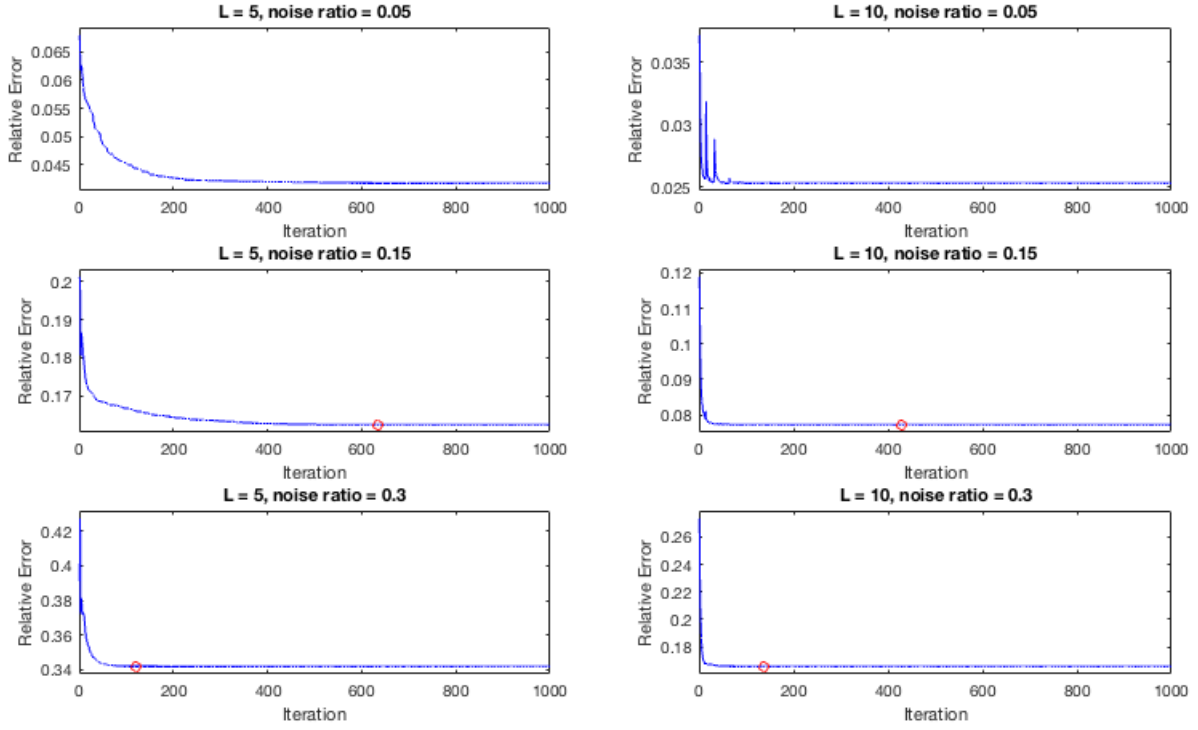 L = 5, noise ratio = 0.05
Relative Error
0.065
0.06
0.055
0.05
0.045
0 200 400 600 800 1000
Iteration
L = 10, noise ratio = 0.05
Relative Error
0.035
0.03
0.025
0 200 400 600 800 1000
Iteration
L = 5, noise ratio = 0.15
Relative Error
0.2
0.19
0.18
0.17
0 200 400 600 800 1000
Iteration
L = 10, noise ratio = 0.15
Relative Error
0.12
0.11
0.1
0.09
0.08
0 200 400 600 800 1000
Iteration
L = 5, noise ratio = 0.3
Relative Error
0.42
0.4
0.38
0.36
0.34
0 200 400 600 800 1000
Iteration
L = 10, noise ratio = 0.3
Relative Error
0.26
0.24
0.22
0.2
0.18
0 200 400 600 800 1000
Iteration